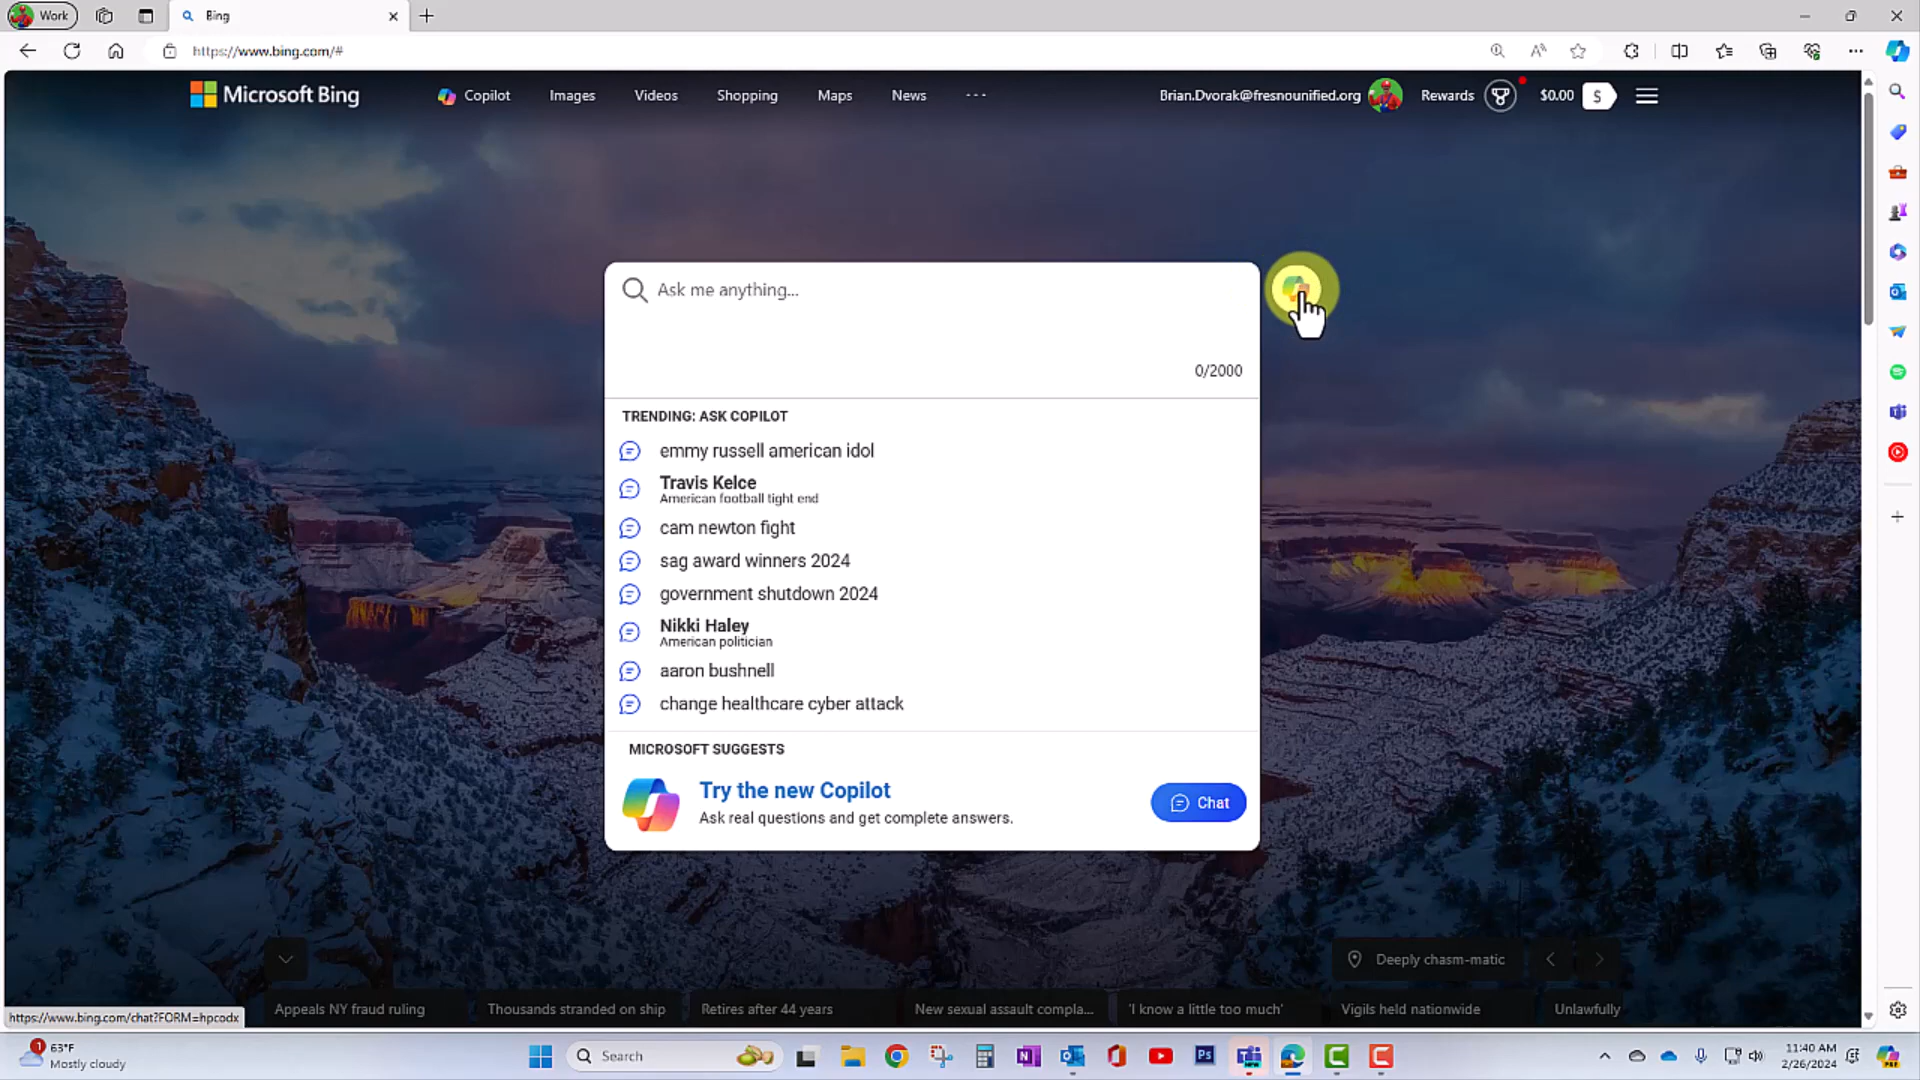 Work
Bing
https://www.bing.com/#
Microsoft Bing
Copilot
Images
Videos
Shopping
Maps
News
Brian.Dvorak@fresnounified.org
Rewards
$0.00
$
Ask me anything...
0/2000
TRENDING: ASK COPILOT
emmy russell american idol
Travis Kelce
American football tight end
cam newton fight
sag award winners 2024
government shutdown 2024
Nikki Haley
American politician
aaron bushnell
change healthcare cyber attack
MICROSOFT SUGGESTS
Try the new Copilot
Ask real questions and get complete answers.
Chat
Deeply chasm-matic
Appeals NY fraud ruling
Thousands stranded on ship
Retires after 44 years
New sexual assault compla...
'I know a little too much'
Vigils held nationwide
Unlawfully
https://www.bing.com/chat?FORM=hpcodx
1
63°F
Mostly cloudy
Search
Ps
11:40 AM
2/26/2024